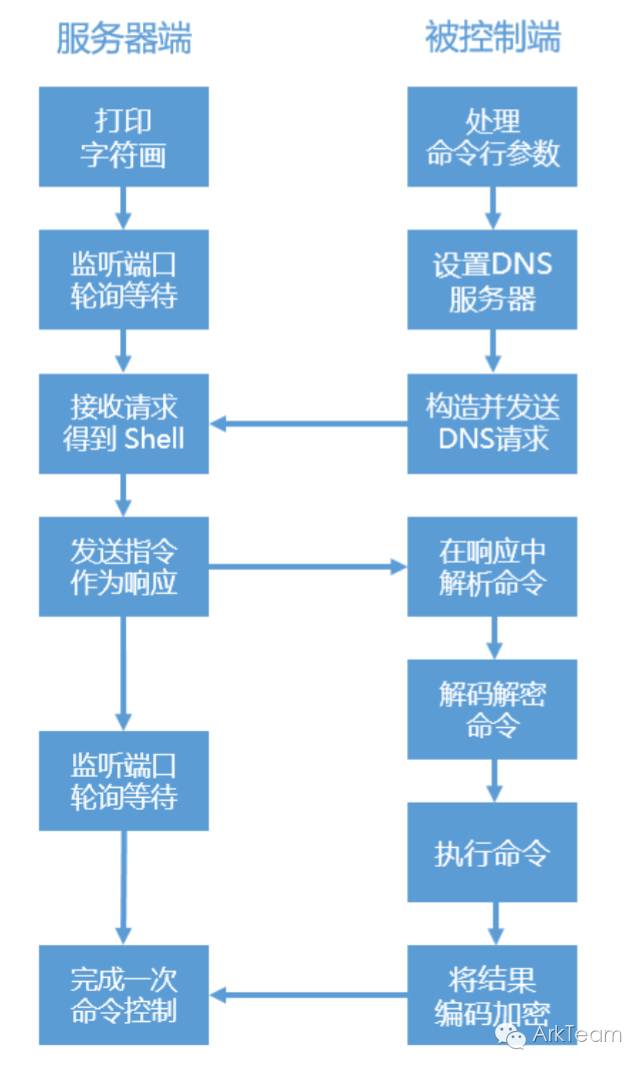 服务器端
被控制端
打印
字符画
处理
命令行参数
监听端口
轮询等待
设置DNS
服务器
接收请求
得到 Shell
构造并发送
DNS请求
发送指令
作为响应
在响应中
解析命令
解码解密
命令
监听端口
轮询等待
执行命令
完成一次
命令控制
将结果
编码加密
ArkTeam